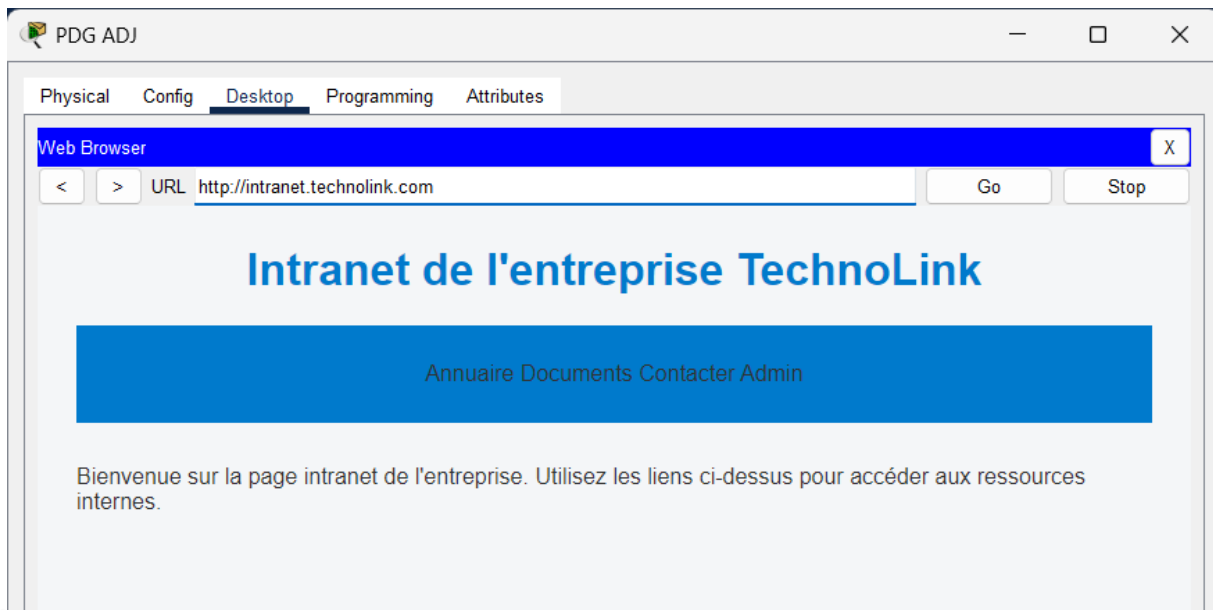 PDG ADJ
Physical Config Desktop Programming Attributes
Web Browser X
< > URL http://intranet.technolink.com Go Stop
Intranet de l'entreprise TechnoLink
Annuaire Documents Contacter Admin
Bienvenue sur la page intranet de l'entreprise. Utilisez les liens ci-dessus pour accéder aux ressources
internes.